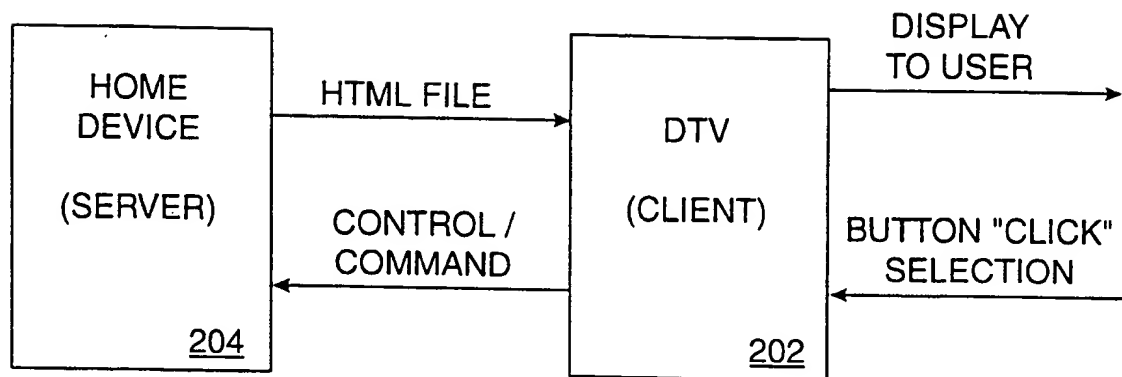 HOME
DEVICE
(SERVER)
204
HTML FILE
CONTROL /
COMMAND
DTV
(CLIENT)
202
DISPLAY
TO USER
BUTTON "CLICK"
SELECTION